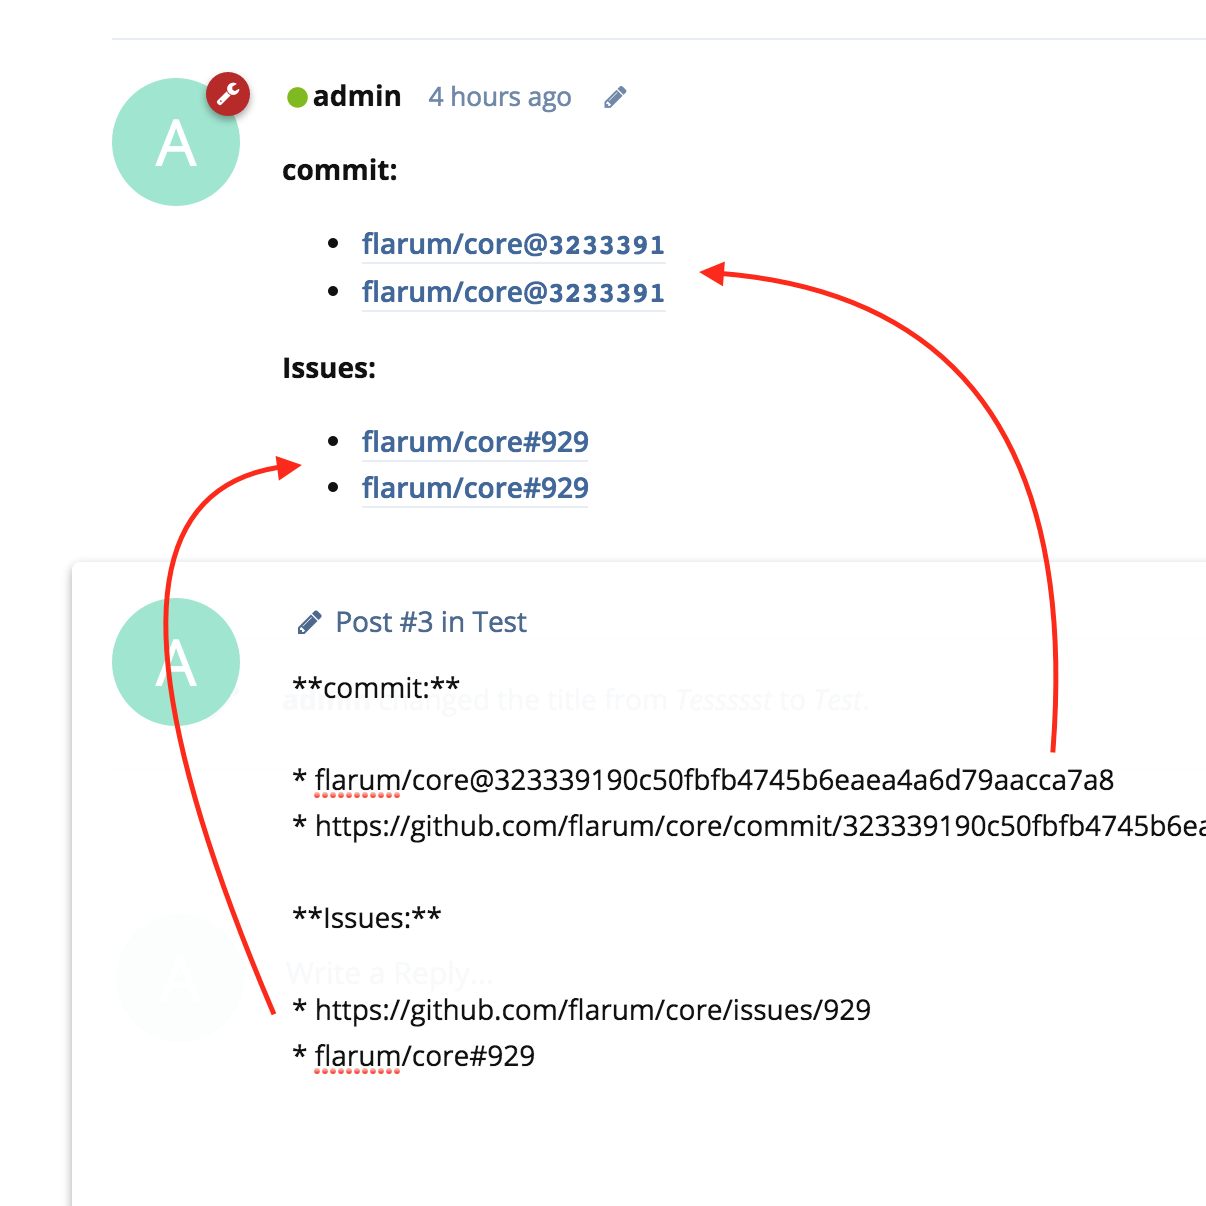 A
admin 4 hours ago
commit:
• flarum/core@3233391
• flarum/core@3233391
Issues:
• flarum/core#929
• flarum/core#929
A
Post #3 in Test
**commit:**
admin changed the title from Tessssst to Test.
* flarum/core@323339190c50fbfb4745b6eaea4a6d79aacca7a8
* https://github.com/flarum/core/commit/323339190c50fbfb4745b6ea
**Issues:**
A
Write a Reply...
* https://github.com/flarum/core/issues/929
* flarum/core#929